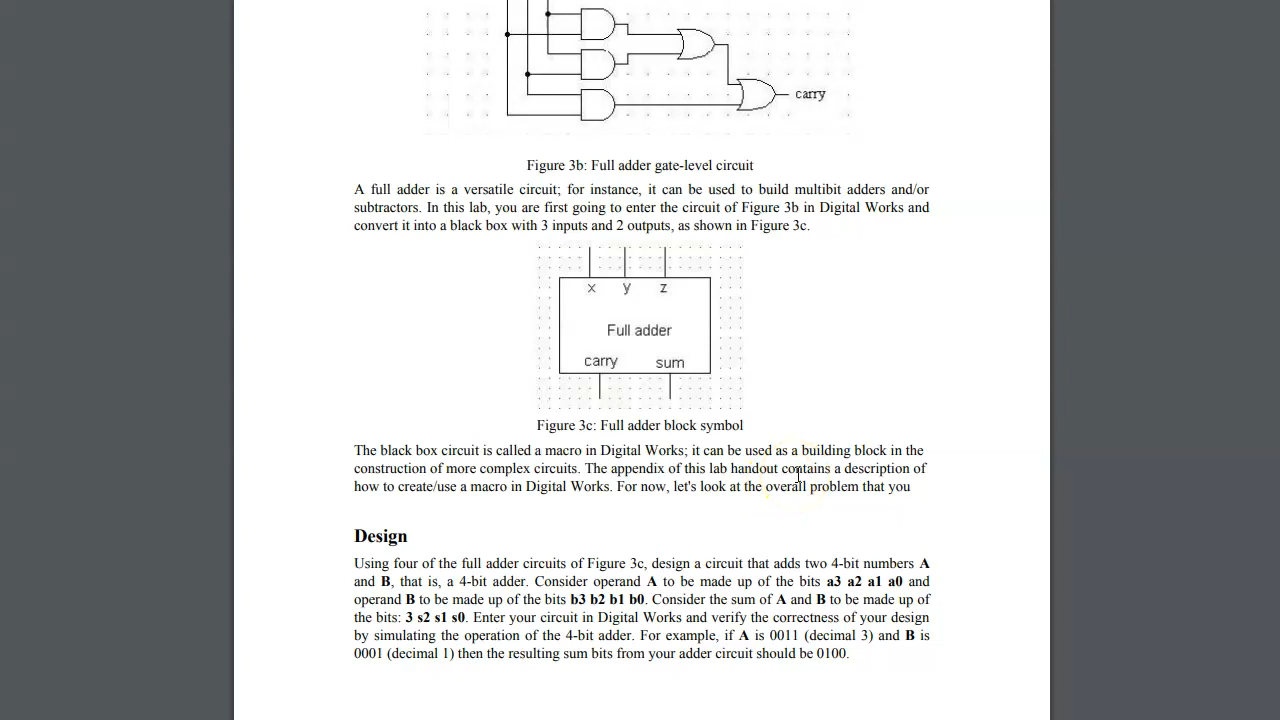 carry
Figure 3b: Full adder gate-level circuit
A full adder is a versatile circuit; for instance, it can be used to build multibit adders and/or
subtractors. In this lab, you are first going to enter the circuit of Figure 3b in Digital Works and
convert it into a black box with 3 inputs and 2 outputs, as shown in Figure 3c.
x y z
Full adder
carry sum
Figure 3c: Full adder block symbol
The black box circuit is called a macro in Digital Works; it can be used as a building block in the
construction of more complex circuits. The appendix of this lab handout contains a description of
how to create/use a macro in Digital Works. For now, let's look at the overall problem that you
Design
Using four of the full adder circuits of Figure 3c, design a circuit that adds two 4-bit numbers A
and B, that is, a 4-bit adder. Consider operand A to be made up of the bits a3 a2 a1 a0 and
operand B to be made up of the bits b3 b2 b1 b0. Consider the sum of A and B to be made up of
the bits: 3 s2 s1 s0. Enter your circuit in Digital Works and verify the correctness of your design
by simulating the operation of the 4-bit adder. For example, if A is 0011 (decimal 3) and B is
0001 (decimal 1) then the resulting sum bits from your adder circuit should be 0100.